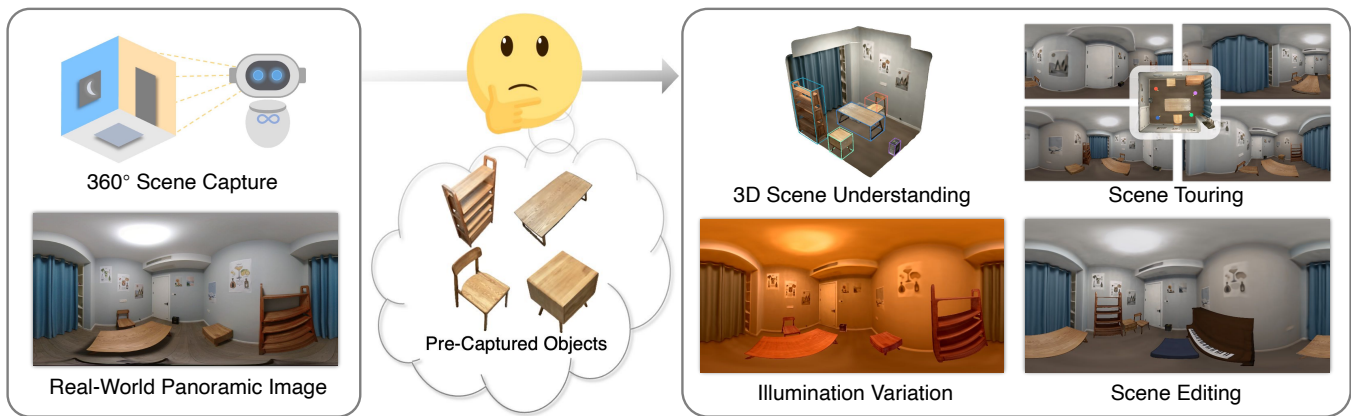 360° Scene Capture
Real-World Panoramic Image
Pre-Captured Objects
3D Scene Understanding
Scene Touring
Illumination Variation
Scene Editing